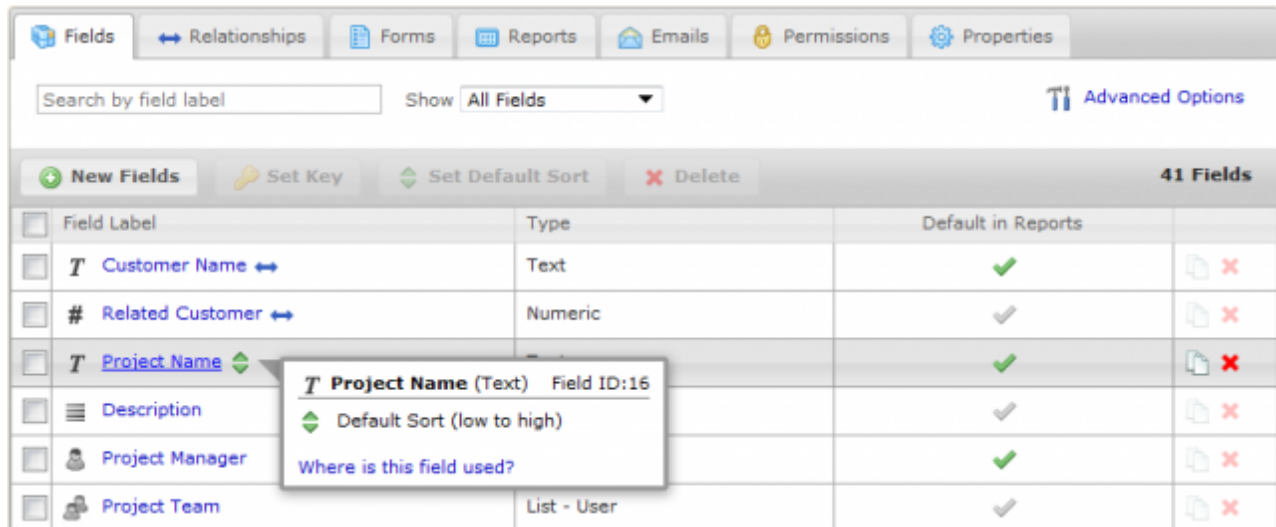 Fields Relationships Forms Reports Emails Permissions Properties
Search by field label Show All Fields Advanced Options
New Fields Set Key Set Default Sort Delete 41 Fields
Field Label Type Default in Reports
T Customer Name Text
# Related Customer Numeric
T Project Name
T Project Name (Text) Field ID:16
Description
Default Sort (low to high)
Project Manager
Where is this field used?
Project Team List - User